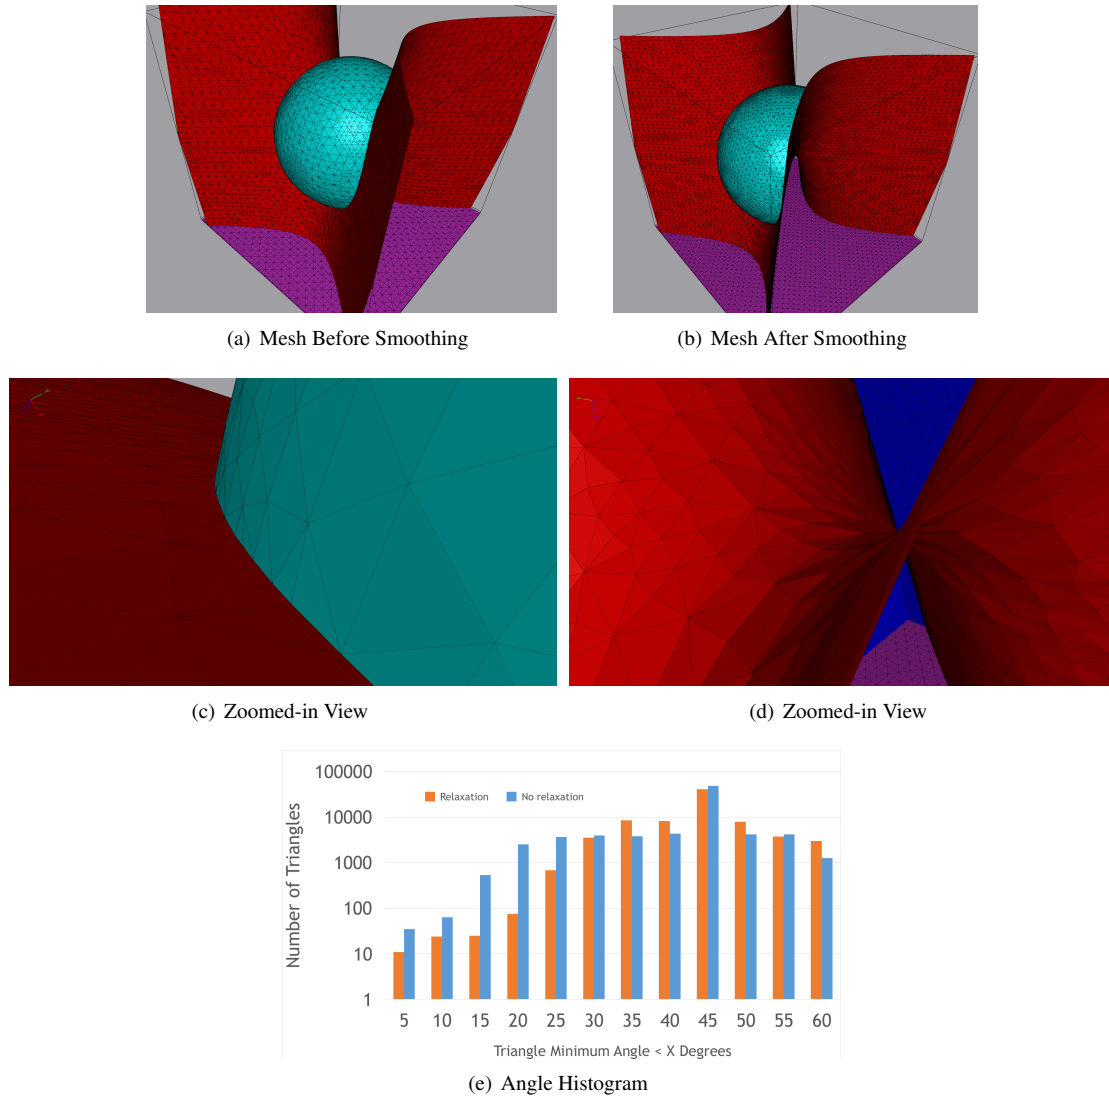 (a) Mesh Before Smoothing
(b) Mesh After Smoothing
(c) Zoomed-in View
(d) Zoomed-in View
Number of Triangles
100000
10000
1000
100
10
1
Relaxation
No relaxation
5 10 15 20 25 30 35 40 45 50 55 60
Triangle Minimum Angle < X Degrees
(e) Angle Histogram